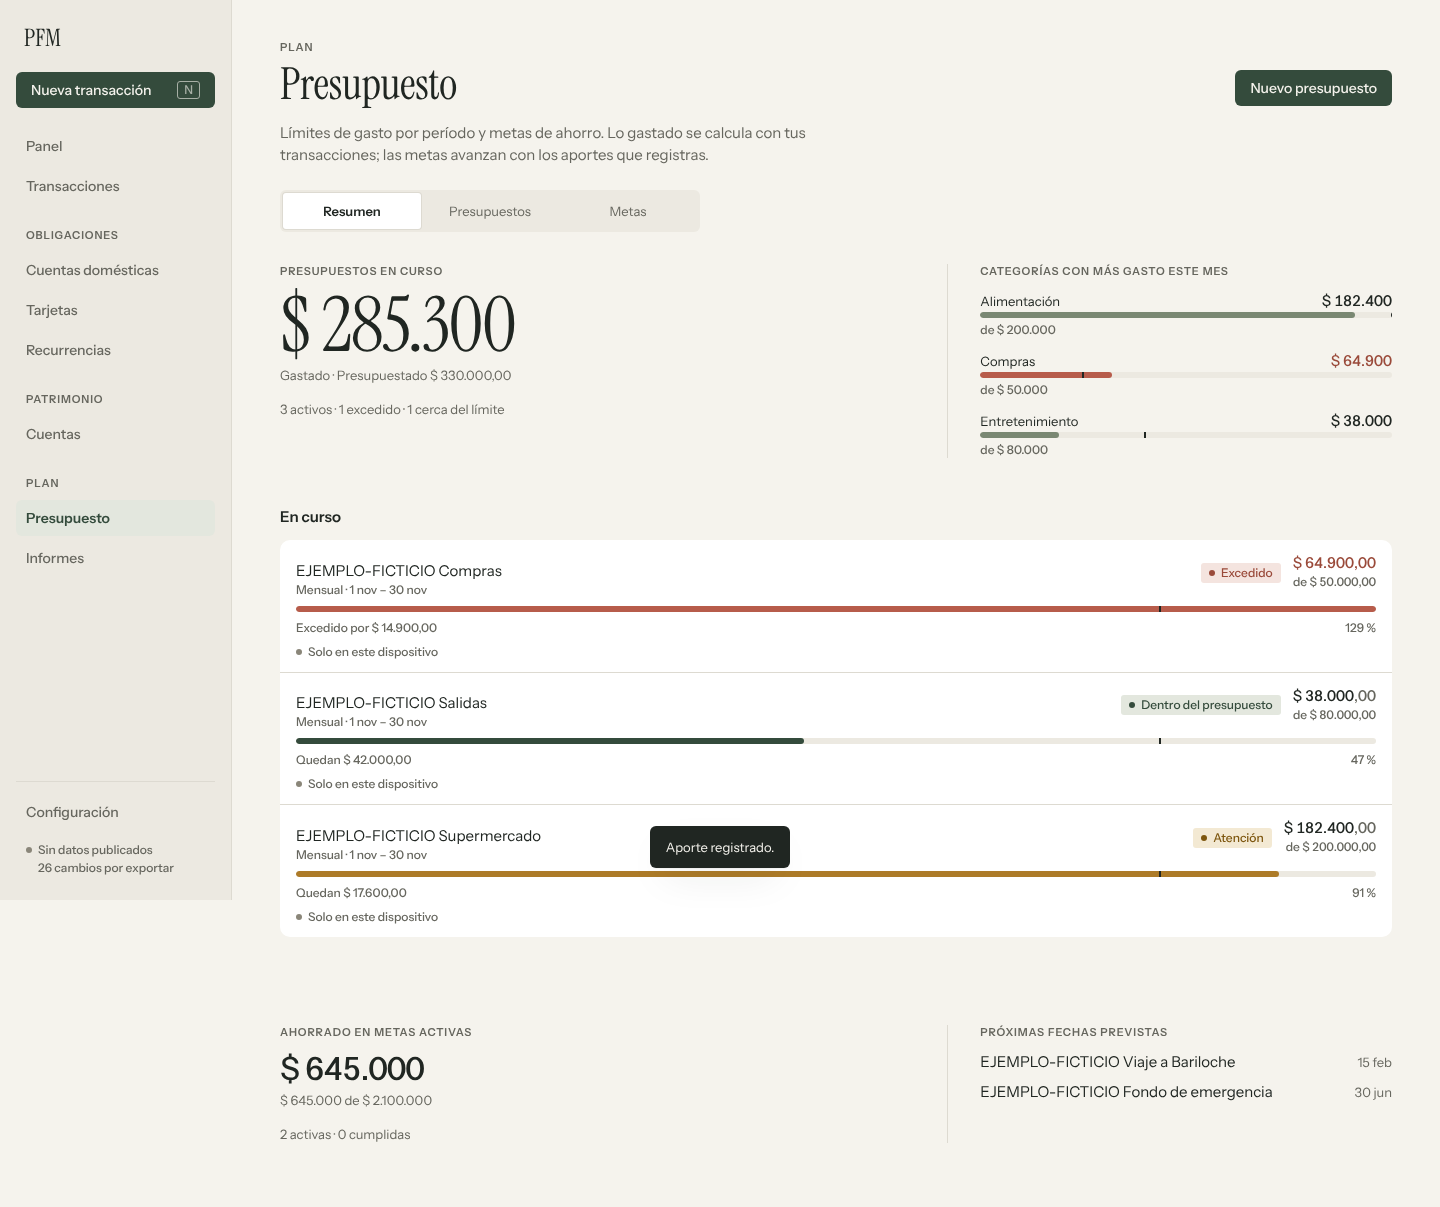 PFM
Nueva transacción N
Panel
Transacciones
OBLIGACIONES
Cuentas domésticas
Tarjetas
Recurrencias
PATRIMONIO
Cuentas
PLAN
Presupuesto
Informes
Configuración
Sin datos publicados
26 cambios por exportar
PLAN
Presupuesto
Nuevo presupuesto
Límites de gasto por período y metas de ahorro. Lo gastado se calcula con tus
transacciones; las metas avanzan con los aportes que registras.
Resumen Presupuestos Metas
PRESUPUESTOS EN CURSO
$ 285.300
Gastado · Presupuestado $ 330.000,00
3 activos · 1 excedido · 1 cerca del límite
CATEGORÍAS CON MÁS GASTO ESTE MES
Alimentación $ 182.400
de $ 200.000
Compras $ 64.900
de $ 50.000
Entretenimiento $ 38.000
de $ 80.000
En curso
EJEMPLO-FICTICIO Compras Excedido $ 64.900,00
Mensual · 1 nov – 30 nov de $ 50.000,00
Excedido por $ 14.900,00 129 %
Solo en este dispositivo
EJEMPLO-FICTICIO Salidas Dentro del presupuesto $ 38.000,00
Mensual · 1 nov – 30 nov de $ 80.000,00
Quedan $ 42.000,00 47 %
Solo en este dispositivo
EJEMPLO-FICTICIO Supermercado Atención $ 182.400,00
Mensual · 1 nov – 30 nov de $ 200.000,00
Aporte registrado.
Quedan $ 17.600,00 91 %
Solo en este dispositivo
AHORRADO EN METAS ACTIVAS
$ 645.000
$ 645.000 de $ 2.100.000
2 activas · 0 cumplidas
PRÓXIMAS FECHAS PREVISTAS
EJEMPLO-FICTICIO Viaje a Bariloche 15 feb
EJEMPLO-FICTICIO Fondo de emergencia 30 jun